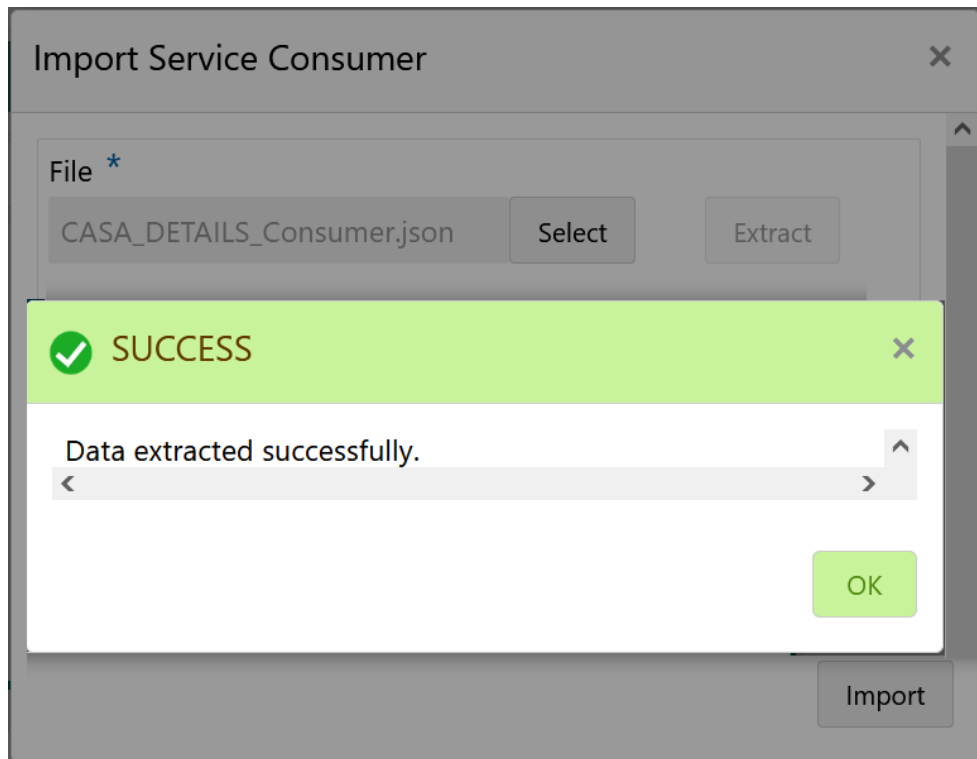 Import Service Consumer
File *
CASA_DETAILS_Consumer.json Select Extract
SUCCESS
Data extracted successfully.
OK
Import